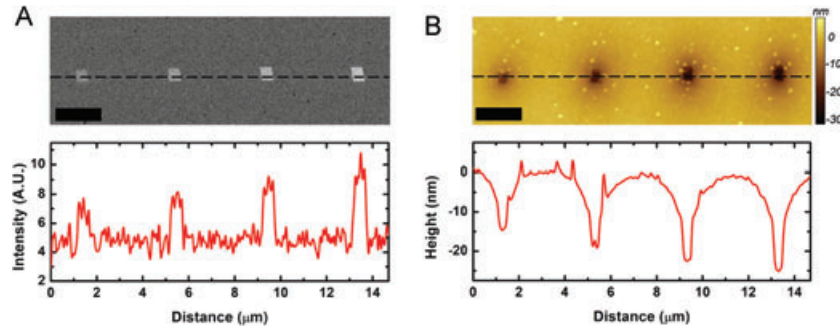 A
B
nm
0
-10
-20
-30
Intensity (A.U.)
10
8
6
4
2
0 2 4 6 8 10 12 14
Distance (μm)
Height (nm)
0
-10
-20
0 2 4 6 8 10 12 14
Distance (μm)